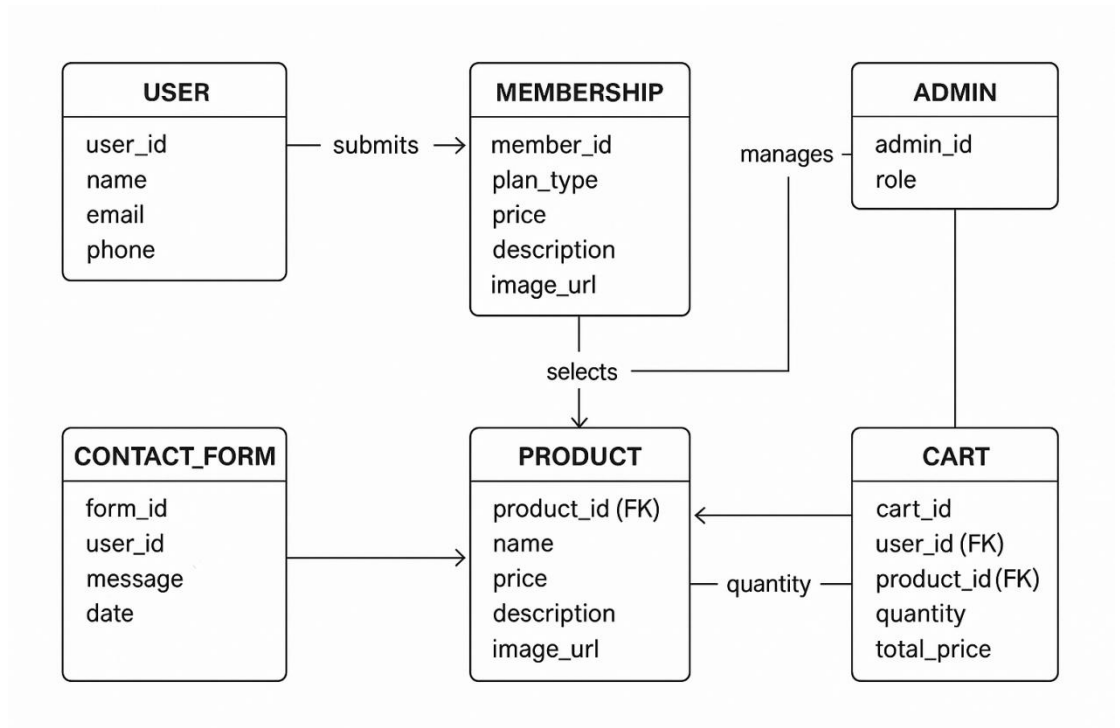 USER
user_id
name
email
phone
submits
MEMBERSHIP
member_id
plan_type
price
description
image_url
manages
ADMIN
admin_id
role
selects
CONTACT_FORM
form_id
user_id
message
date
PRODUCT
product_id (FK)
name
price
description
image_url
quantity
CART
cart_id
user_id (FK)
product_id (FK)
quantity
total_price